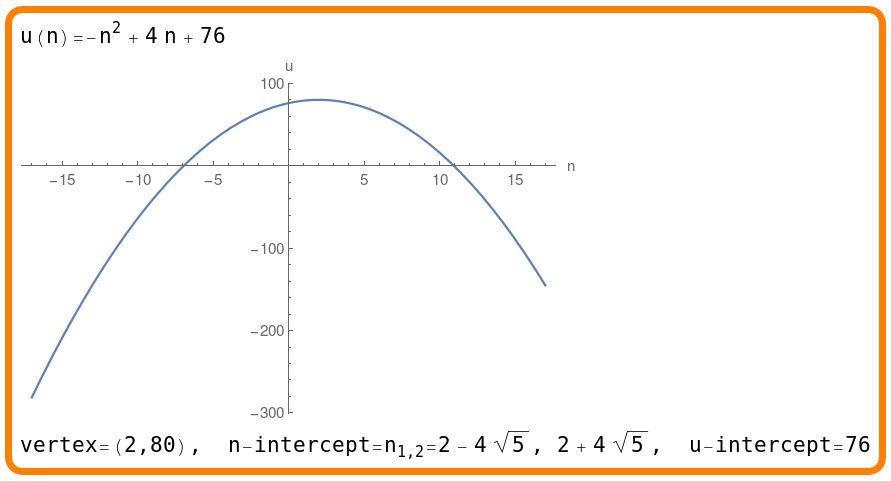 u(n)=-n² + 4 n + 76
u
100
-15 -10 -5 5 10 15 n
-100
-200
-300
vertex=(2,80), n-intercept=n₁,₂=2 - 4 √5, 2 + 4 √5, u-intercept=76